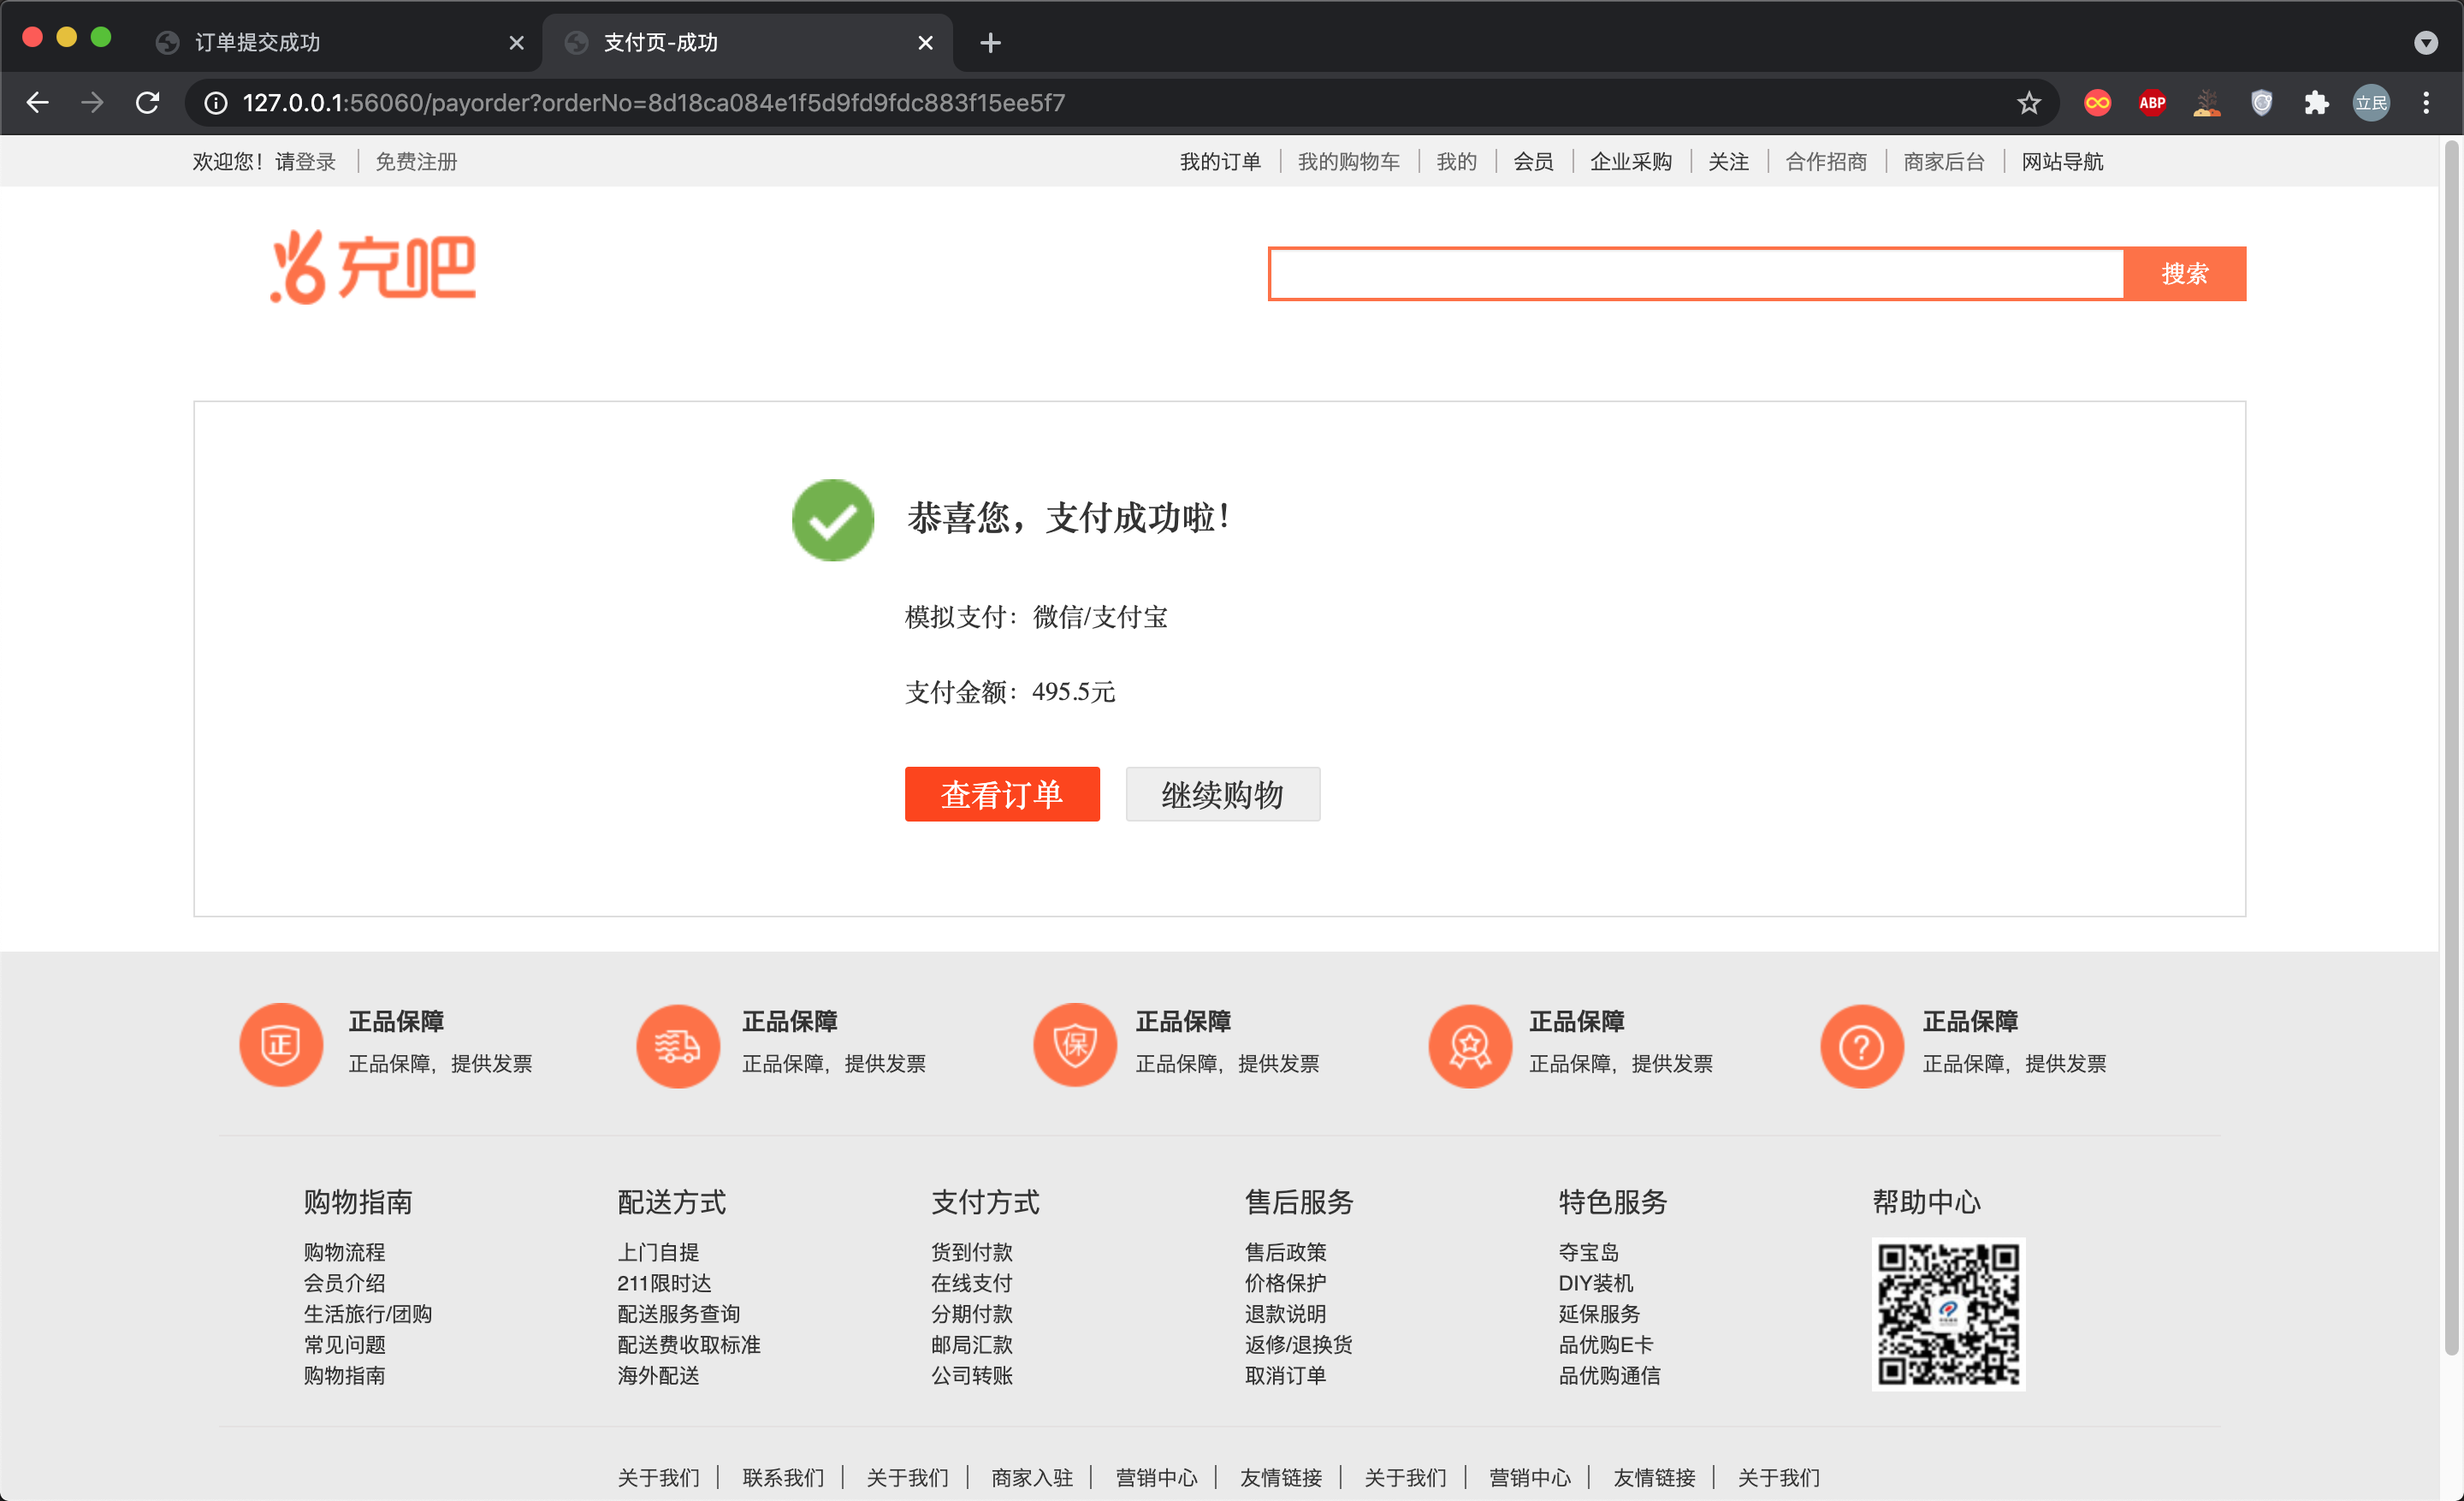 订单提交成功
支付页-成功
127.0.0.1:56060/payorder?orderNo=8d18ca084e1f5d9fd9fdc883f15ee5f7
ABP
立民
欢迎您！请登录 免费注册
我的订单 我的购物车 我的 会员 企业采购 关注 合作招商 商家后台 网站导航
充吧
搜索
恭喜您，支付成功啦！
模拟支付：微信/支付宝
支付金额：495.5元
查看订单 继续购物
正
正品保障
正品保障，提供发票
正品保障
正品保障，提供发票
保
正品保障
正品保障，提供发票
正品保障
正品保障，提供发票
?
正品保障
正品保障，提供发票
购物指南
购物流程
会员介绍
生活旅行/团购
常见问题
购物指南
配送方式
上门自提
211限时达
配送服务查询
配送费收取标准
海外配送
支付方式
货到付款
在线支付
分期付款
邮局汇款
公司转账
售后服务
售后政策
价格保护
退款说明
返修/退换货
取消订单
特色服务
夺宝岛
DIY装机
延保服务
品优购E卡
品优购通信
帮助中心
关于我们 联系我们 关于我们 商家入驻 营销中心 友情链接 关于我们 营销中心 友情链接 关于我们